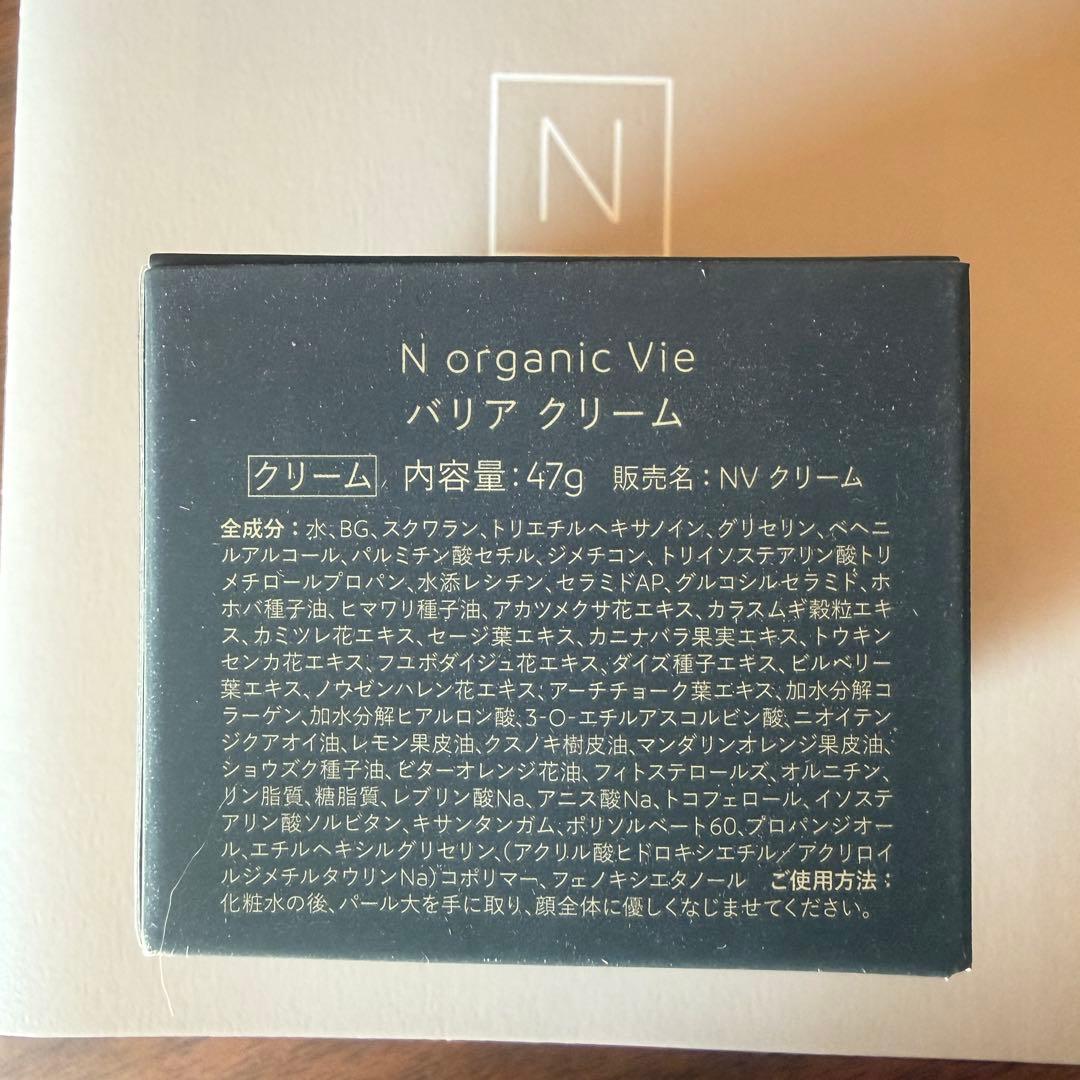 N
N organic Vie
バリア クリーム
クリーム 内容量:47g 販売名:NV クリーム
全成分:水、BG、スクワラン、トリエチルヘキサノイン、グリセリン、ベヘニ
ルアルコール、パルミチン酸セチル、ジメチコン、トリイソステアリン酸トリ
メチロールプロパン、水添レシチン、セラミドAP、グルコシルセラミド、ホ
ホバ種子油、ヒマワリ種子油、アカツメクサ花エキス、カラスムギ穀粒エキ
ス、カミツレ花エキス、セージ葉エキス、カニナバラ果実エキス、トウキン
センカ花エキス、フユボダイジュ花エキス、ダイズ種子エキス、ビルベリー
葉エキス、ノウゼンハレン花エキス、アーチチョーク葉エキス、加水分解コ
ラーゲン、加水分解ヒアルロン酸、3-O-エチルアスコルビン酸、ニオイテン
ジクアオイ油、レモン果皮油、クスノキ樹皮油、マンダリンオレンジ果皮油、
ショウズク種子油、ビターオレンジ花油、フィトステロールズ、オルニチン、
リン脂質、糖脂質、レブリン酸Na、アニス酸Na、トコフェロール、イソステ
アリン酸ソルビタン、キサンタンガム、ポリソルベート60、プロパンジオー
ル、エチルヘキシルグリセリン、(アクリル酸ヒドロキシエチル/アクリロイ
ルジメチルタウリンNa)コポリマー、フェノキシエタノール ご使用方法:
化粧水の後、パール大を手に取り、顔全体に優しくなじませてください。